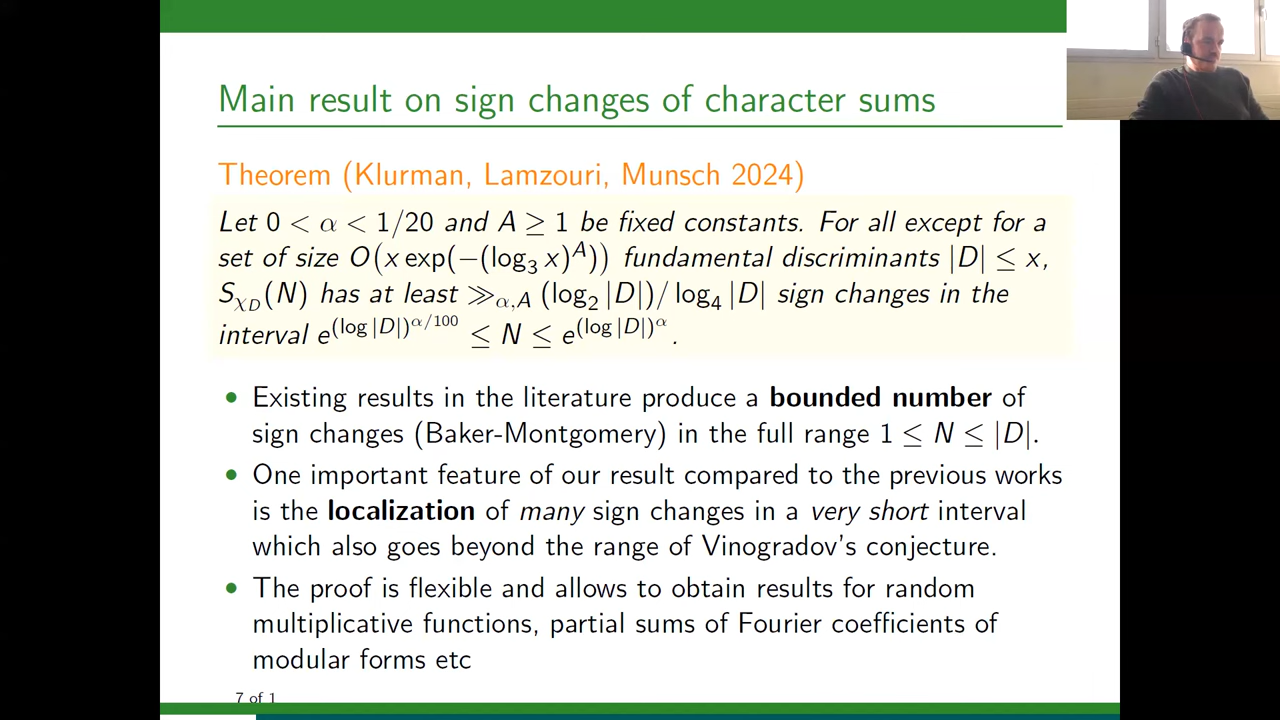 Main result on sign changes of character sums
Theorem (Klurman, Lamzouri, Munsch 2024)
Let 0 < α < 1/20 and A ≥ 1 be fixed constants. For all except for a
set of size O(x exp(−(log₃ x)^A)) fundamental discriminants |D| ≤ x,
S_{χ_D}(N) has at least ≫_{α,A} (log₂ |D|)/ log₄ |D| sign changes in the
interval e^{(log |D|)^{α/100}} ≤ N ≤ e^{(log |D|)^α}.
• Existing results in the literature produce a bounded number of
sign changes (Baker-Montgomery) in the full range 1 ≤ N ≤ |D|.
• One important feature of our result compared to the previous works
is the localization of many sign changes in a very short interval
which also goes beyond the range of Vinogradov's conjecture.
• The proof is flexible and allows to obtain results for random
multiplicative functions, partial sums of Fourier coefficients of
modular forms etc
7 of 1